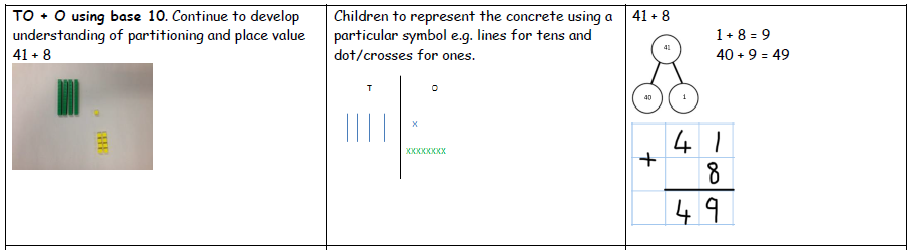 TO + O using base 10. Continue to develop
understanding of partitioning and place value
41 + 8
Children to represent the concrete using a
particular symbol e.g. lines for tens and
dot/crosses for ones.
T O
x
xxxxxxxx
41 + 8
41
40 1
1 + 8 = 9
40 + 9 = 49
4 1
+ 8
4 9